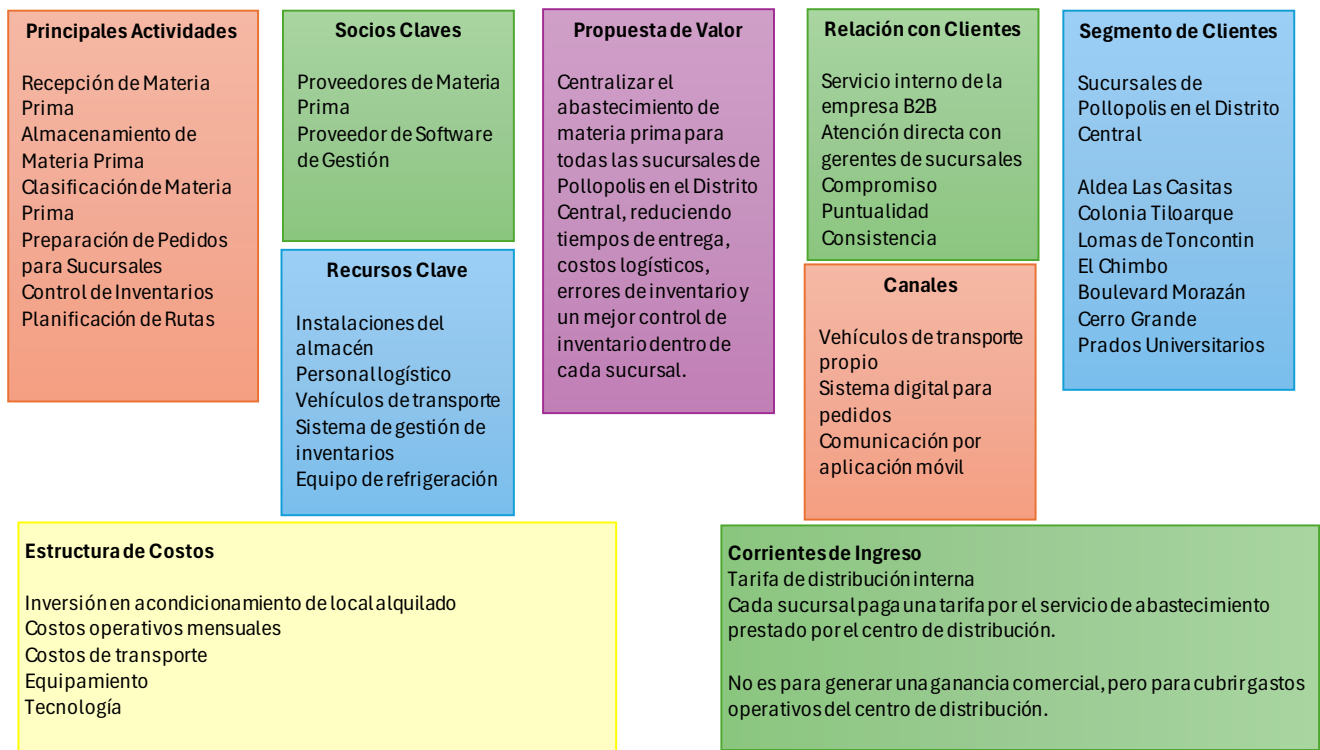 Principales Actividades
Recepción de Materia
Prima
Almacenamiento de
Materia Prima
Clasificación de Materia
Prima
Preparación de Pedidos
para Sucursales
Control de Inventarios
Planificación de Rutas
Socios Claves
Proveedores de Materia
Prima
Proveedor de Software
de Gestión
Recursos Clave
Instalaciones del
almacén
Personal logístico
Vehículos de transporte
Sistema de gestión de
inventarios
Equipo de refrigeración
Propuesta de Valor
Centralizar el
abastecimiento de
materia prima para
todas las sucursales de
Pollopolis en el Distrito
Central, reduciendo
tiempos de entrega,
costos logísticos,
errores de inventario y
un mejor control de
inventario dentro de
cada sucursal.
Relación con Clientes
Servicio interno de la
empresa B2B
Atención directa con
gerentes de sucursales
Compromiso
Puntualidad
Consistencia
Canales
Vehículos de transporte
propio
Sistema digital para
pedidos
Comunicación por
aplicación móvil
Segmento de Clientes
Sucursales de
Pollopolis en el Distrito
Central
Aldea Las Casitas
Colonia Tiloarque
Lomas de Toncontin
El Chimbo
Boulevard Morazán
Cerro Grande
Prados Universitarios
Estructura de Costos
Inversión en acondicionamiento de local alquilado
Costos operativos mensuales
Costos de transporte
Equipamiento
Tecnología
Corrientes de Ingreso
Tarifa de distribución interna
Cada sucursal paga una tarifa por el servicio de abastecimiento
prestado por el centro de distribución.
No es para generar una ganancia comercial, pero para cubrir gastos
operativos del centro de distribución.